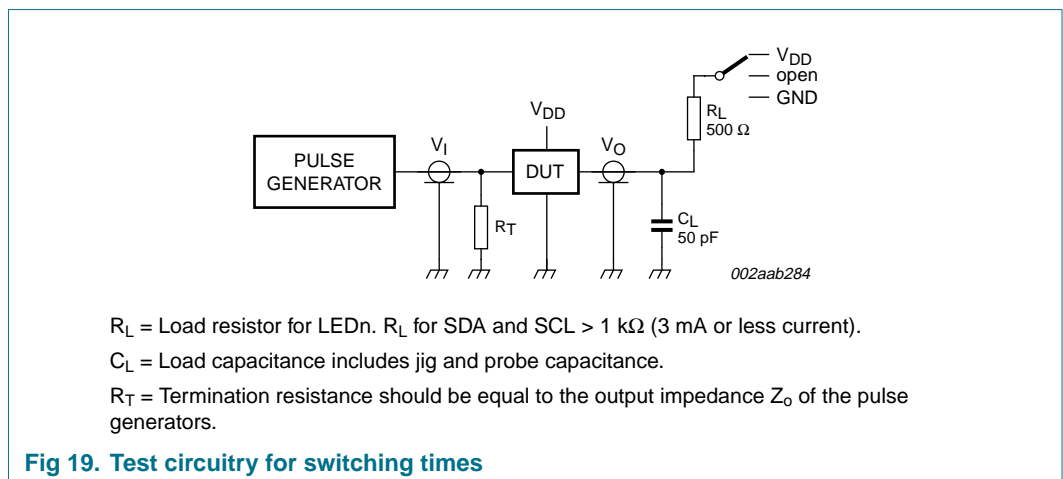 VDD
open
GND
RL
500 Ω
VDD
VI
VO
PULSE
GENERATOR
DUT
RT
CL
50 pF
002aab284
RL = Load resistor for LEDn. RL for SDA and SCL > 1 kΩ (3 mA or less current).
CL = Load capacitance includes jig and probe capacitance.
RT = Termination resistance should be equal to the output impedance Zo of the pulse
generators.
Fig 19. Test circuitry for switching times